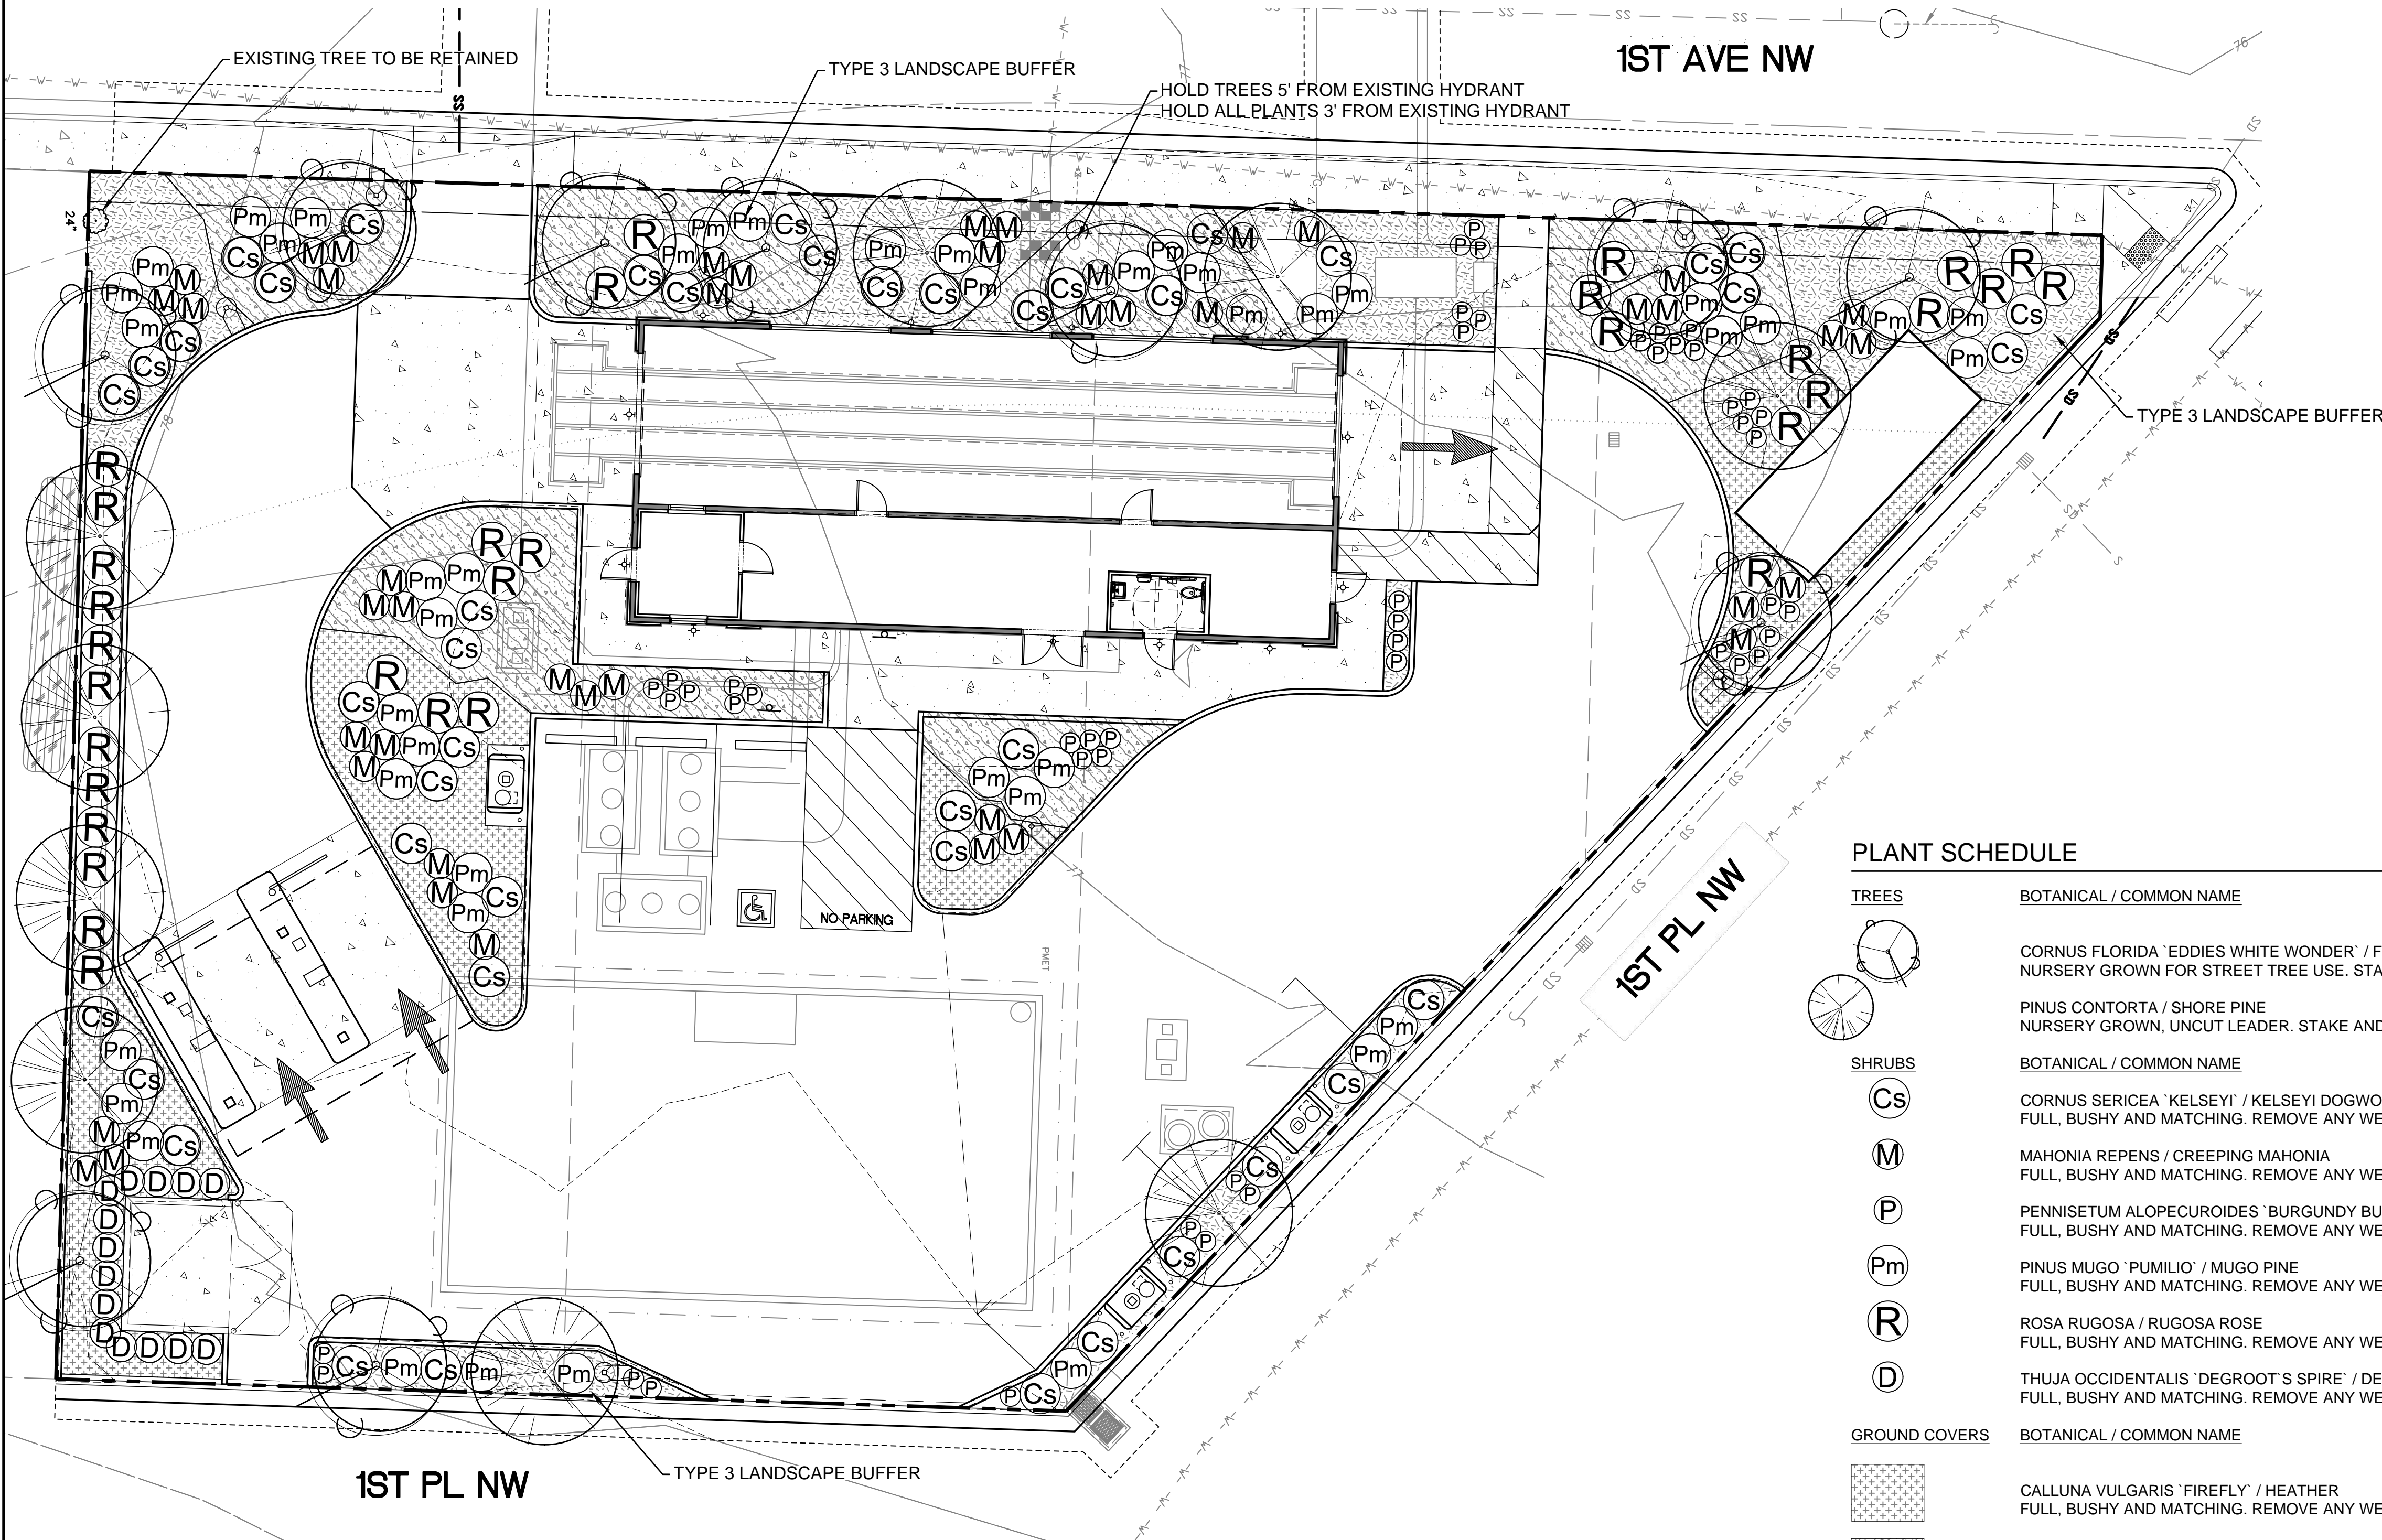 1ST AVE NW
EXISTING TREE TO BE RETAINED
TYPE 3 LANDSCAPE BUFFER
HOLD TREES 5' FROM EXISTING HYDRANT
HOLD ALL PLANTS 3' FROM EXISTING HYDRANT
24"
76
78
77
TYPE 3 LANDSCAPE BUFFER
NO PARKING
PMET
1ST PL NW
1ST PL NW
TYPE 3 LANDSCAPE BUFFER
PLANT SCHEDULE
TREES BOTANICAL / COMMON NAME
CORNUS FLORIDA `EDDIES WHITE WONDER` / F
NURSERY GROWN FOR STREET TREE USE. STA
PINUS CONTORTA / SHORE PINE
NURSERY GROWN, UNCUT LEADER. STAKE AND
SHRUBS BOTANICAL / COMMON NAME
Cs CORNUS SERICEA `KELSEYI` / KELSEYI DOGWO
FULL, BUSHY AND MATCHING. REMOVE ANY WE
M MAHONIA REPENS / CREEPING MAHONIA
FULL, BUSHY AND MATCHING. REMOVE ANY WE
P PENNISETUM ALOPECUROIDES `BURGUNDY BU
FULL, BUSHY AND MATCHING. REMOVE ANY WE
Pm PINUS MUGO `PUMILIO` / MUGO PINE
FULL, BUSHY AND MATCHING. REMOVE ANY WE
R ROSA RUGOSA / RUGOSA ROSE
FULL, BUSHY AND MATCHING. REMOVE ANY WE
D THUJA OCCIDENTALIS `DEGROOT`S SPIRE` / DE
FULL, BUSHY AND MATCHING. REMOVE ANY WE
GROUND COVERS BOTANICAL / COMMON NAME
CALLUNA VULGARIS `FIREFLY` / HEATHER
FULL, BUSHY AND MATCHING. REMOVE ANY WE